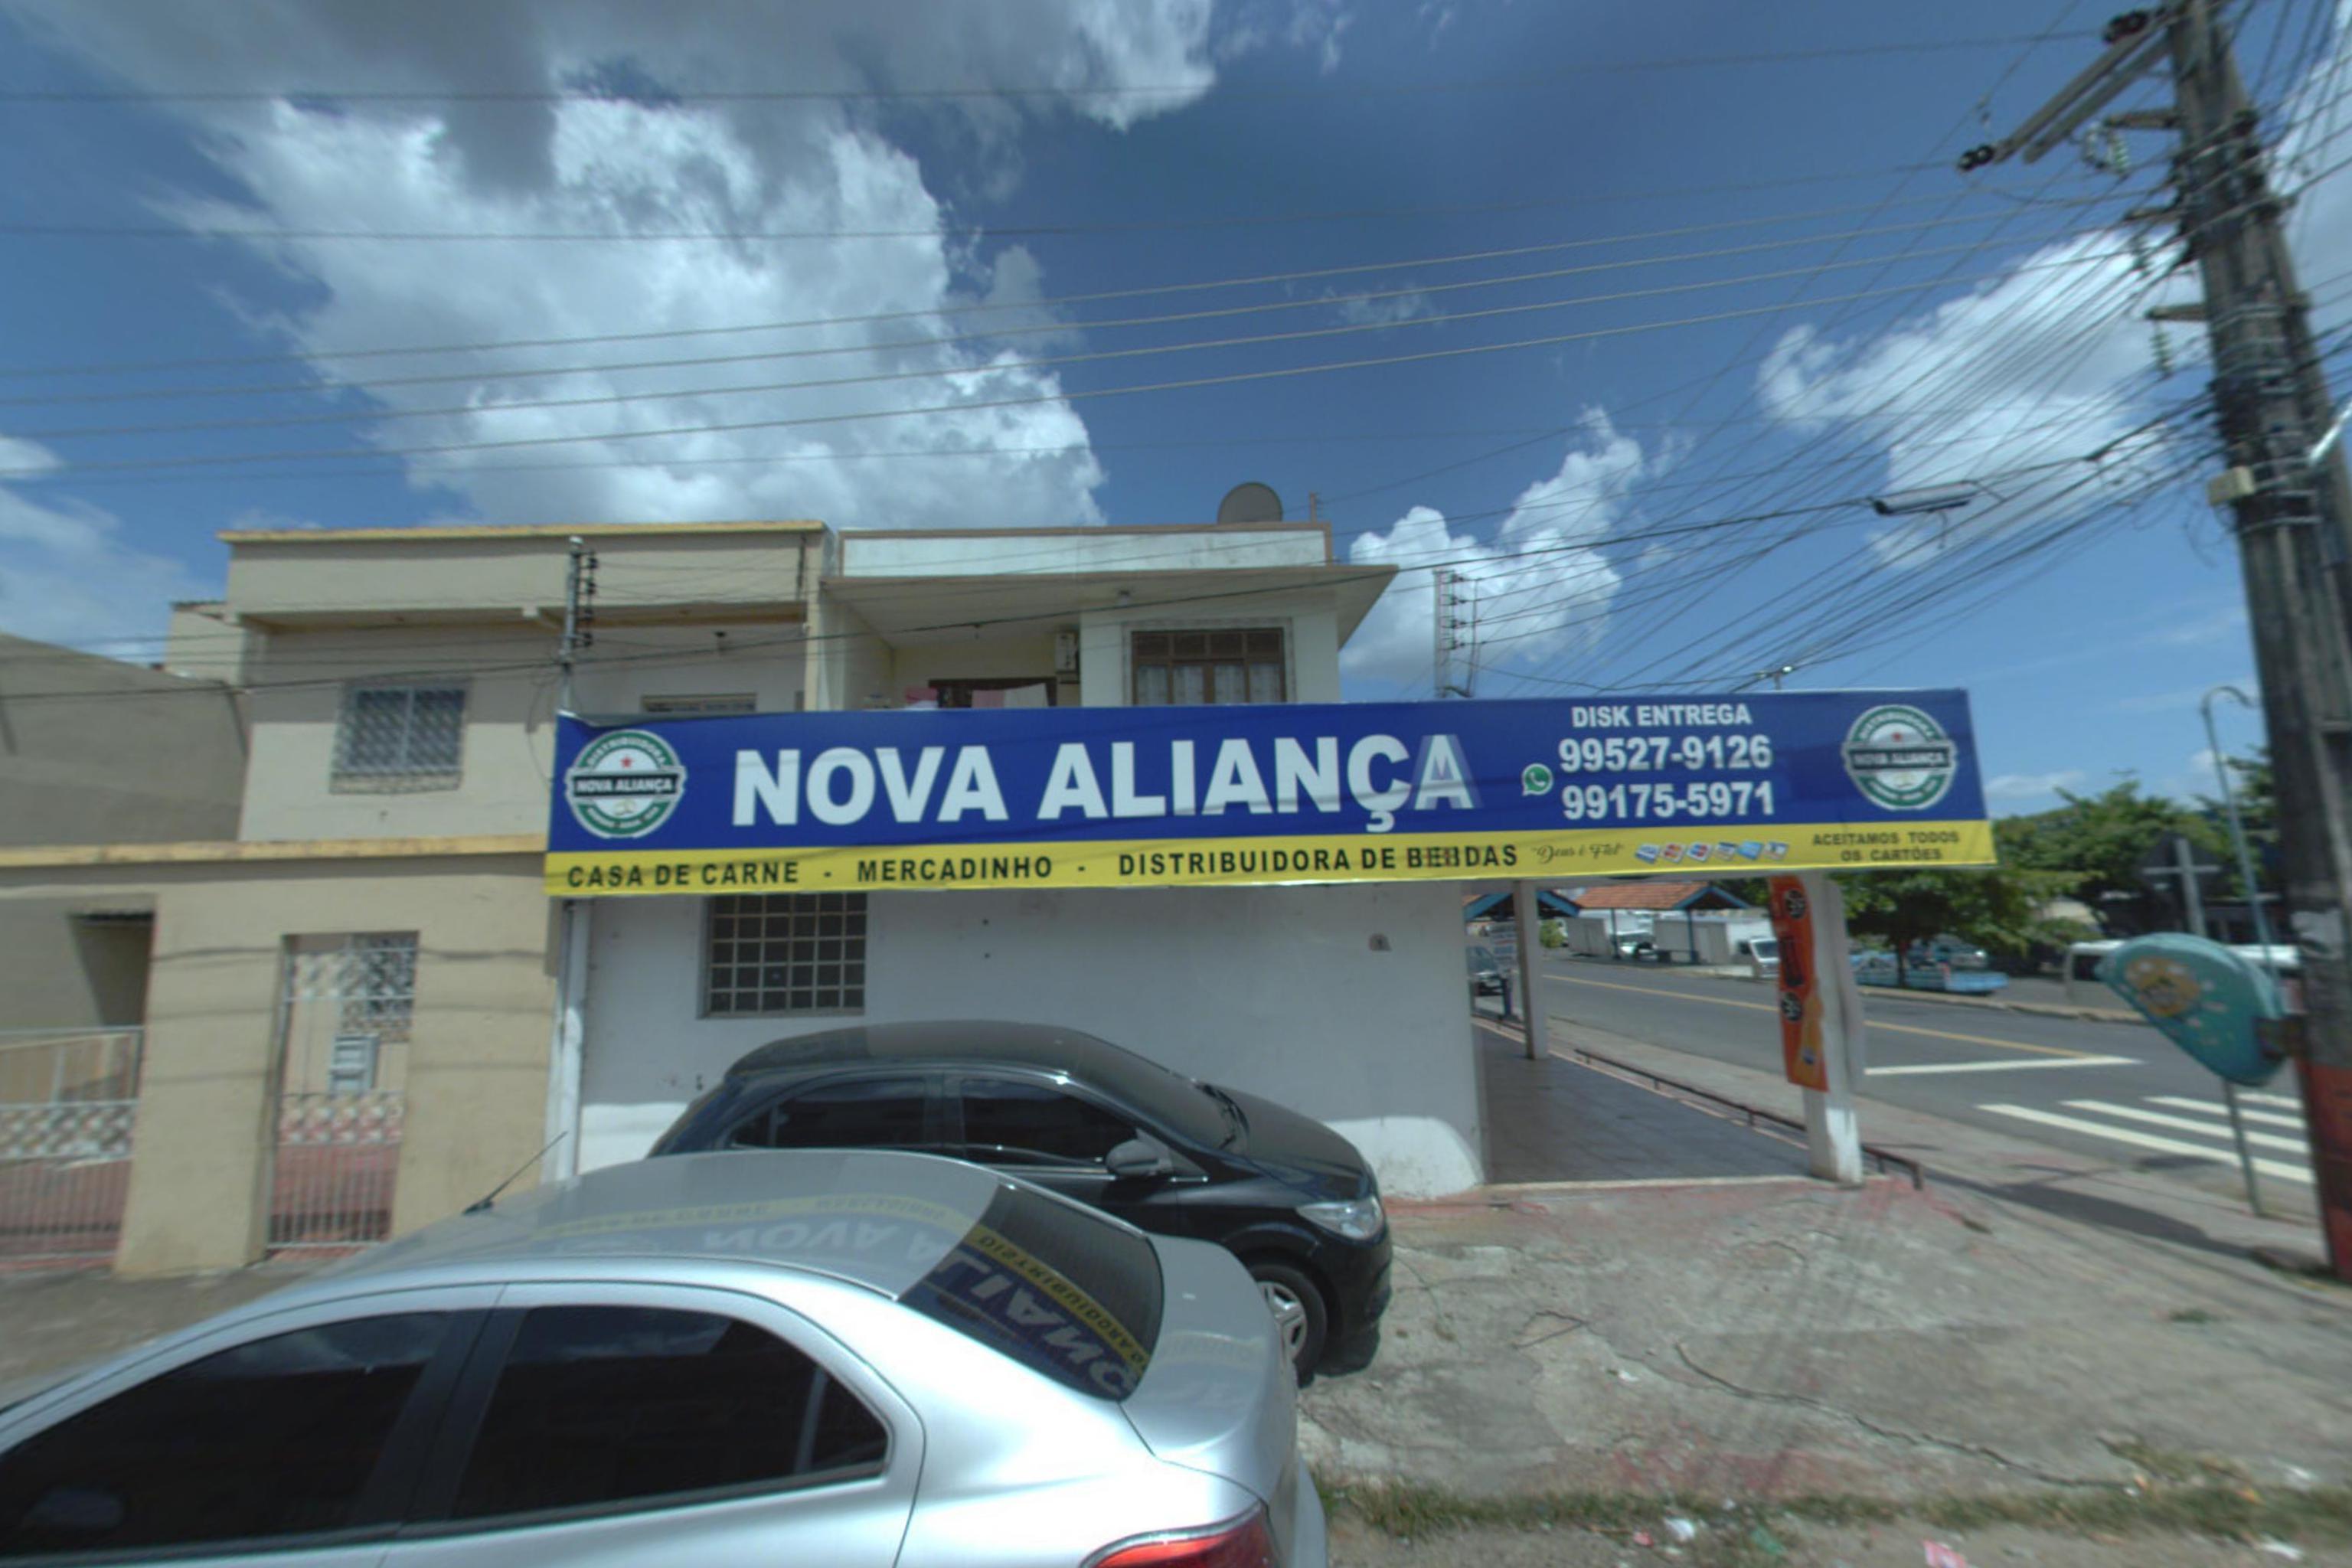 DISTRIBUIDORA
NOVA ALIANÇA
NOVA ALIANÇA
DISK ENTREGA
99527-9126
99175-5971
DISTRIBUIDORA
NOVA ALIANÇA
CASA DE CARNE - MERCADINHO - DISTRIBUIDORA DE BEBIDAS
"Deus é Fiel"
ACEITAMOS TODOS
OS CARTÕES